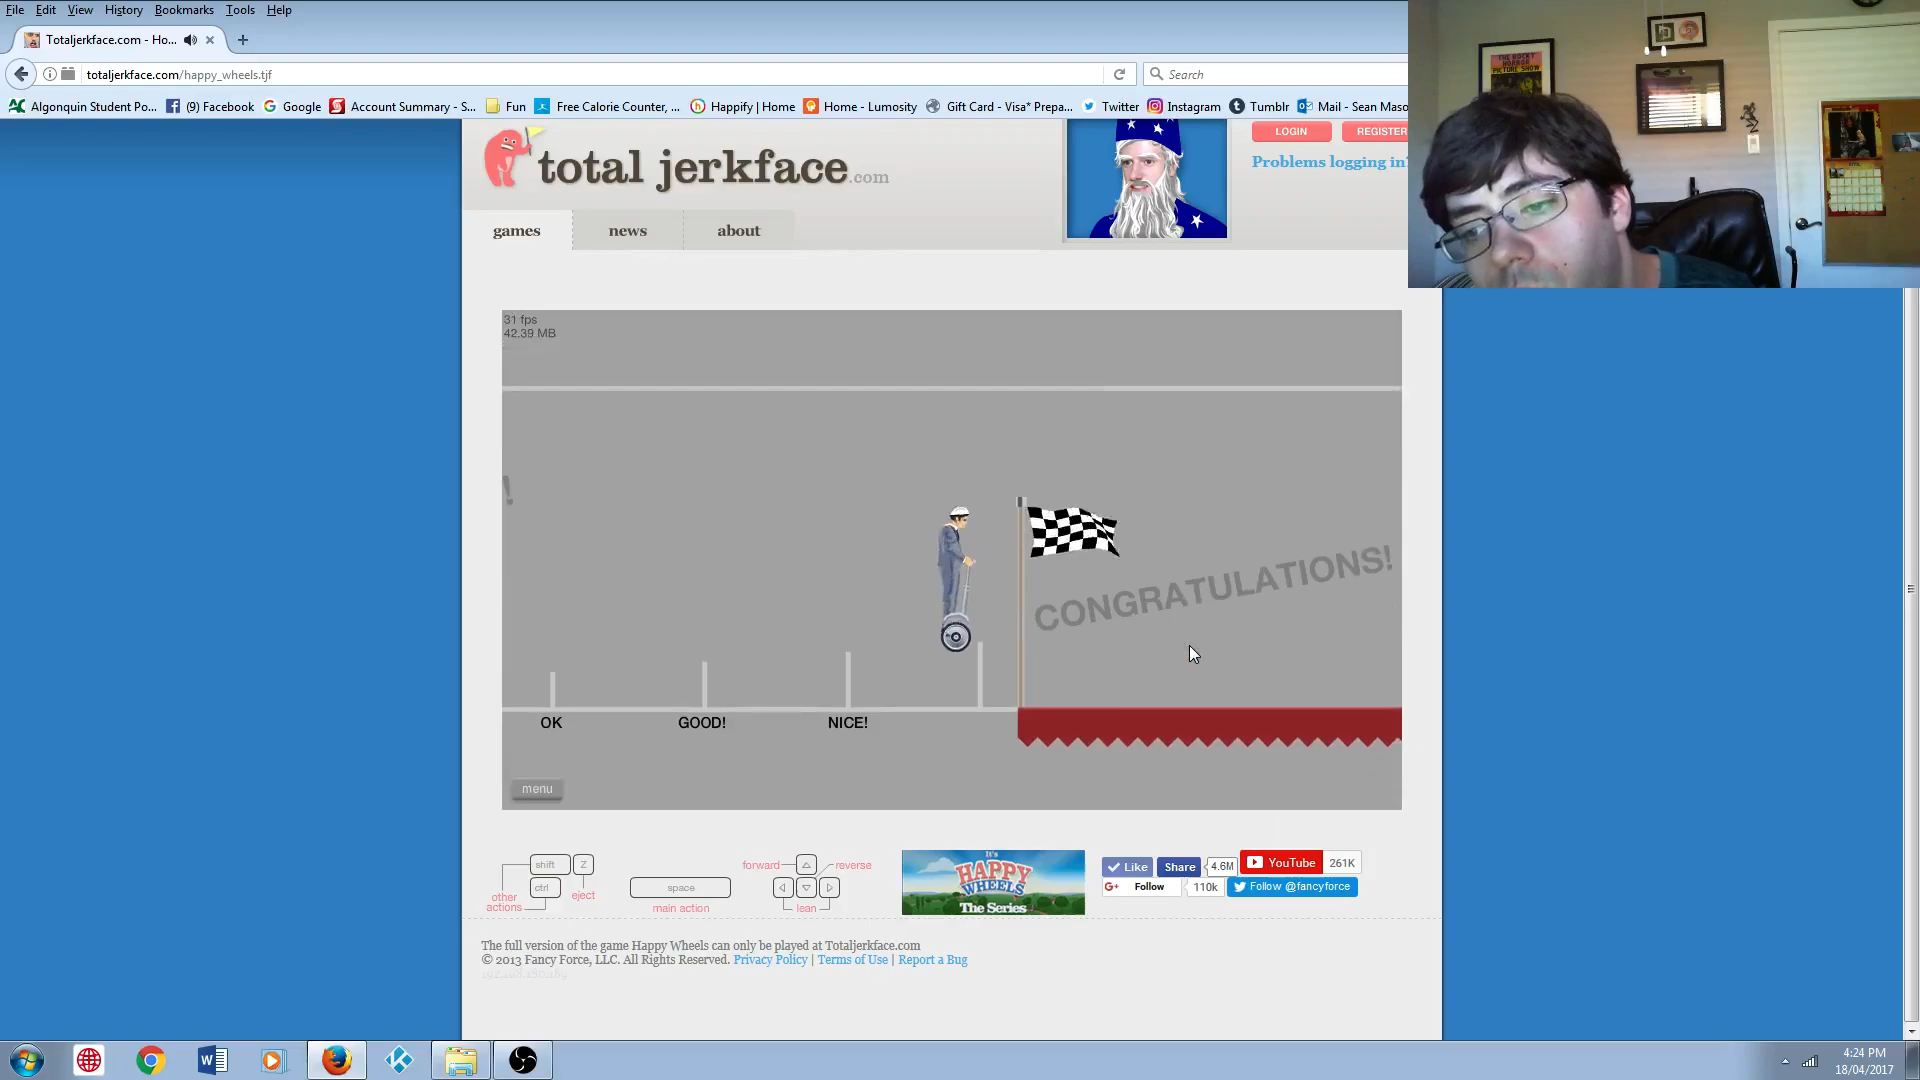 File Edit View History Bookmarks Tools Help
Totaljerkface.com - Ho...
totaljerkface.com/happy_wheels.tjf
Search
Algonquin Student Po... (9) Facebook Google Account Summary - S... Fun Free Calorie Counter, ... Happify | Home Home - Lumosity Gift Card - Visa* Prepa... Twitter Instagram Tumblr Mail - Sean Maso
THE ROCKY HORROR PICTURE SHOW
total jerkface.com
LOGIN REGISTER
Problems logging in?
games news about
31 fps
42.39 MB
!
CONGRATULATIONS!
OK GOOD! NICE!
menu
shift Z
ctrl
other actions
eject
space
main action
forward reverse
lean
It's HAPPY WHEELS The Series
Like Share 4.6M YouTube 261K
G+ Follow 110k Follow @fancyforce
The full version of the game Happy Wheels can only be played at Totaljerkface.com
© 2013 Fancy Force, LLC. All Rights Reserved. Privacy Policy | Terms of Use | Report a Bug
4:24 PM
18/04/2017